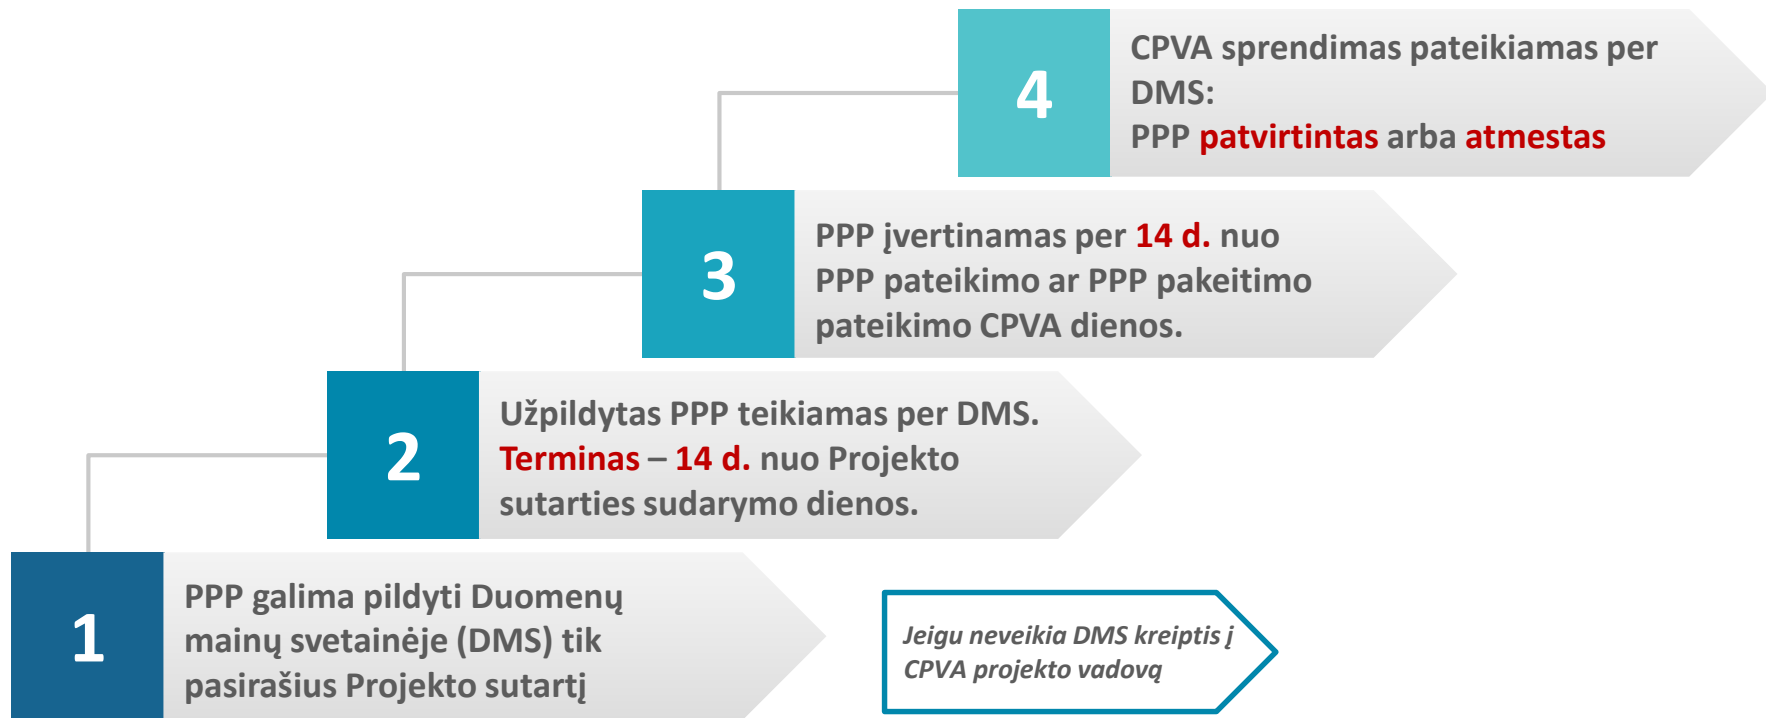 4
CPVA sprendimas pateikiamas per
DMS:
PPP patvirtintas arba atmestas
3
PPP įvertinamas per 14 d. nuo
PPP pateikimo ar PPP pakeitimo
pateikimo CPVA dienos.
2
Užpildytas PPP teikiamas per DMS.
Terminas – 14 d. nuo Projekto
sutarties sudarymo dienos.
1
PPP galima pildyti Duomenų
mainų svetainėje (DMS) tik
pasirašius Projekto sutartį
Jeigu neveikia DMS kreiptis į
CPVA projekto vadovą